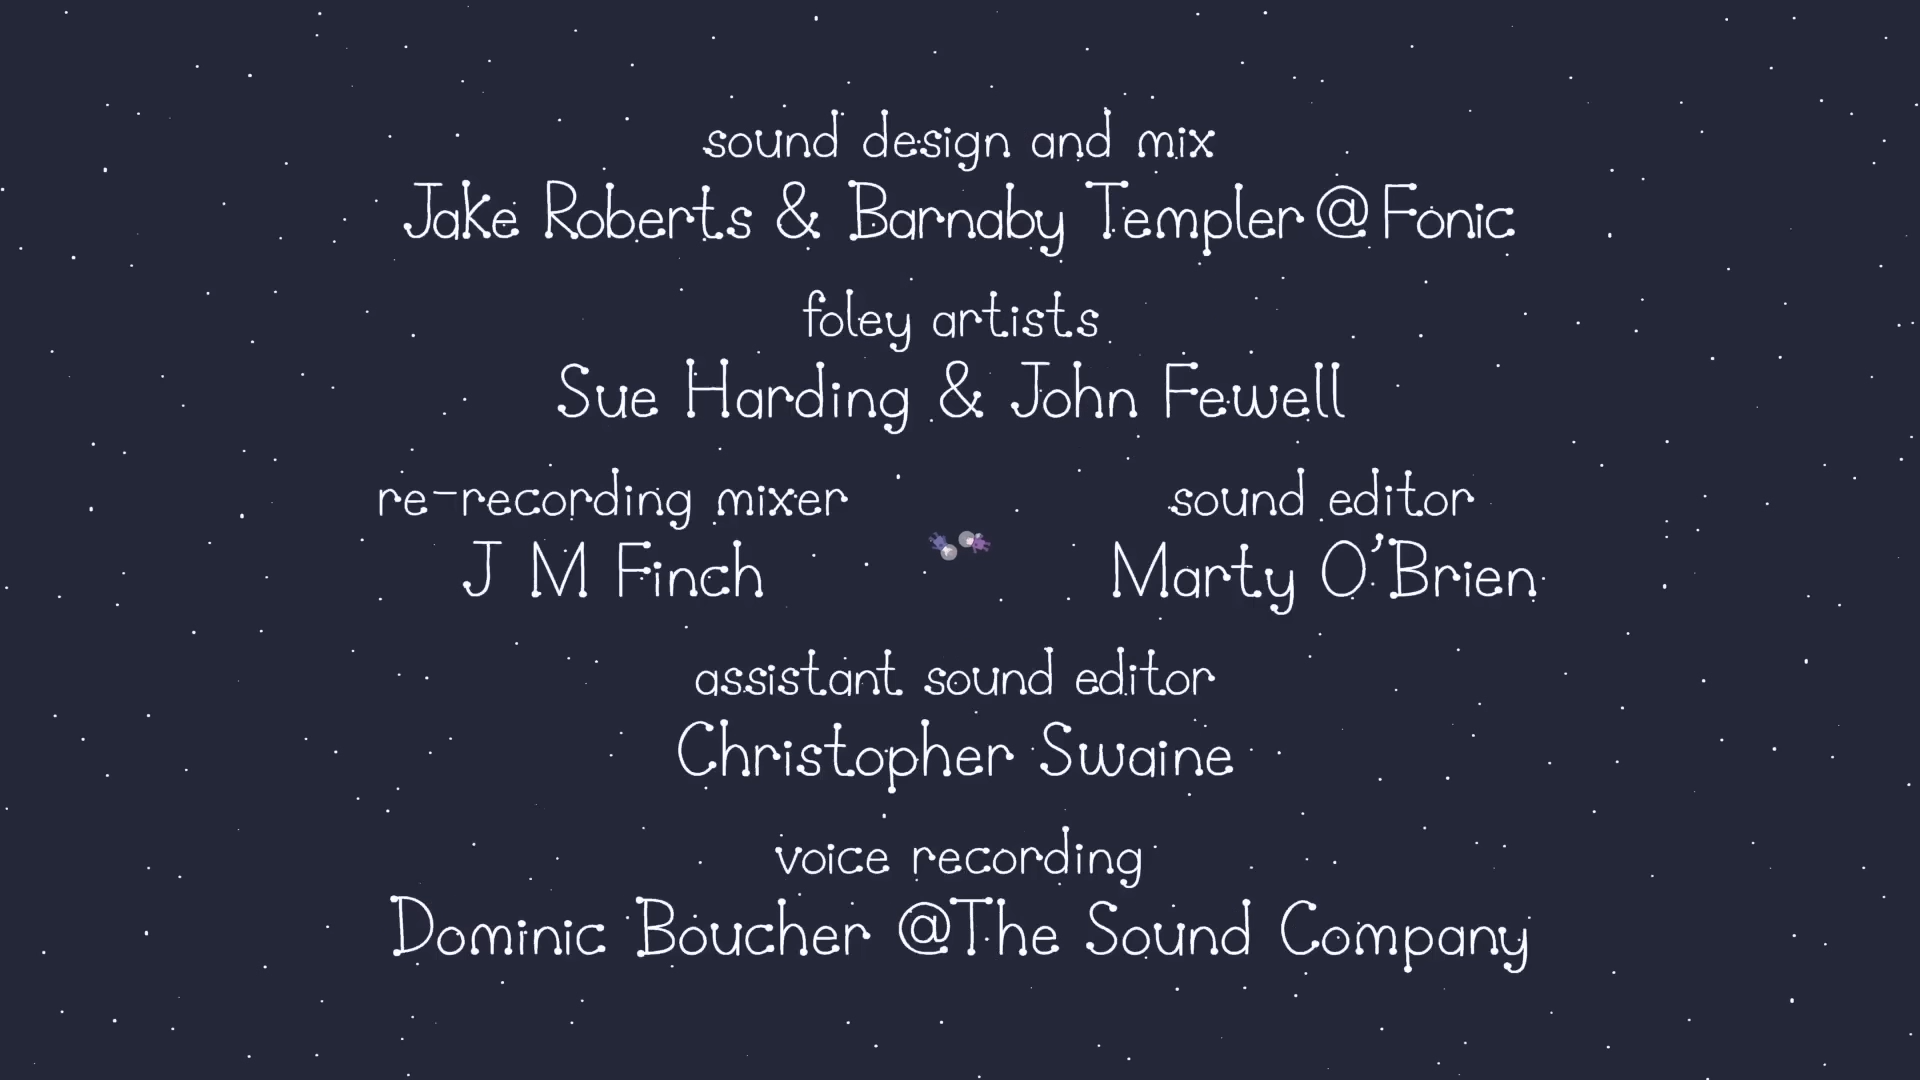 sound design and mix
Jake Roberts & Barnaby Templer @ Fonic
foley artists
Sue Harding & John Fewell
re-recording mixer
J M Finch
sound editor
Marty O'Brien
assistant sound editor
Christopher Swaine
voice recording
Dominic Boucher @The Sound Company